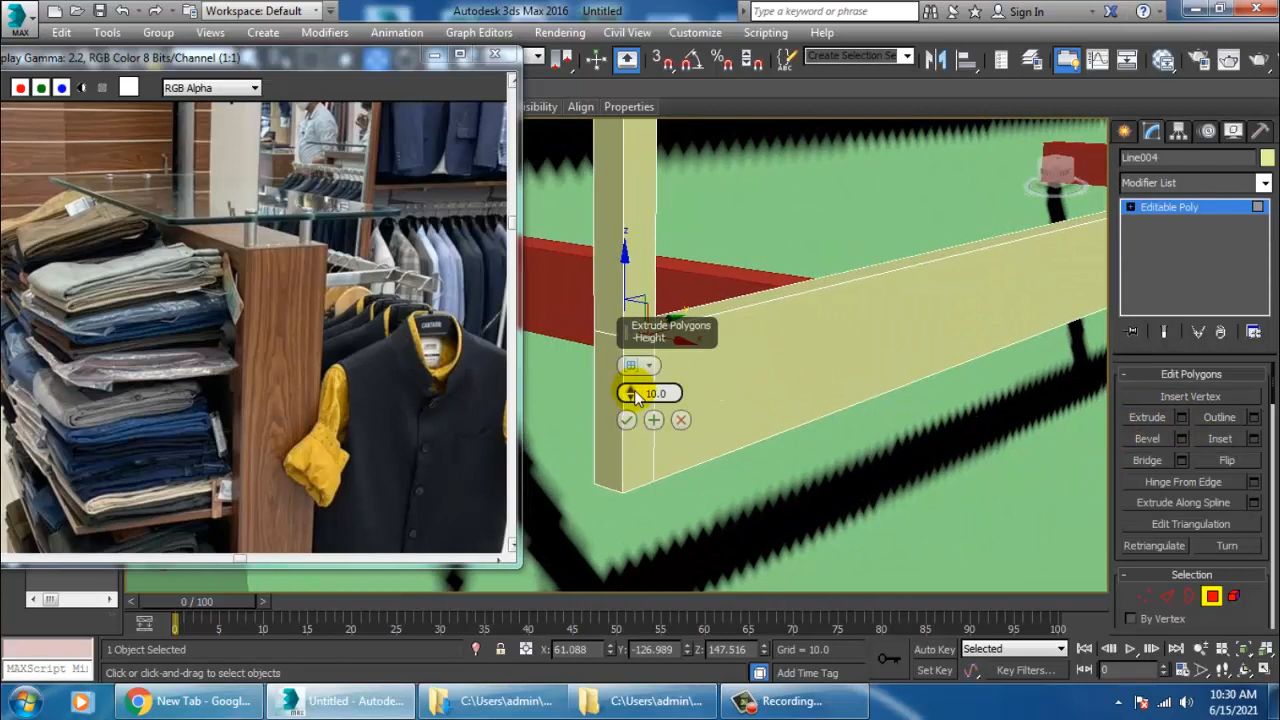 Workspace: Default
Autodesk 3ds Max 2016 Untitled
Type a keyword or phrase
Sign In
MAX
Edit Tools Group Views Create Modifiers Animation Graph Editors Rendering Civil View Customize Scripting Help
play Gamma: 2.2, RGB Color 8 Bits/Channel (1:1)
Create Selection Se
RGB Alpha
ibility Align Properties
Line004
Modifier List
Editable Poly
z
Extrude Polygons
-Height
10.0
Edit Polygons
Insert Vertex
Extrude Outline
Bevel Inset
Bridge Flip
Hinge From Edge
Extrude Along Spline
Edit Triangulation
Retriangulate Turn
Selection
By Vertex
0 / 100
0 5 10 15 20 25 30 35 40 45 50 55 60 65 70 75 80 85 90 95 100
1 Object Selected
X: 61.088 Y: -126.989 Z: 147.516 Grid = 10.0
Auto Key Selected
MAXScript Mi
Click or click-and-drag to select objects
Add Time Tag
Set Key Key Filters...
0
New Tab - Googl...
Untitled - Autode...
C:\Users\admin\...
C:\Users\admin\...
Recording...
10:30 AM
6/15/2021